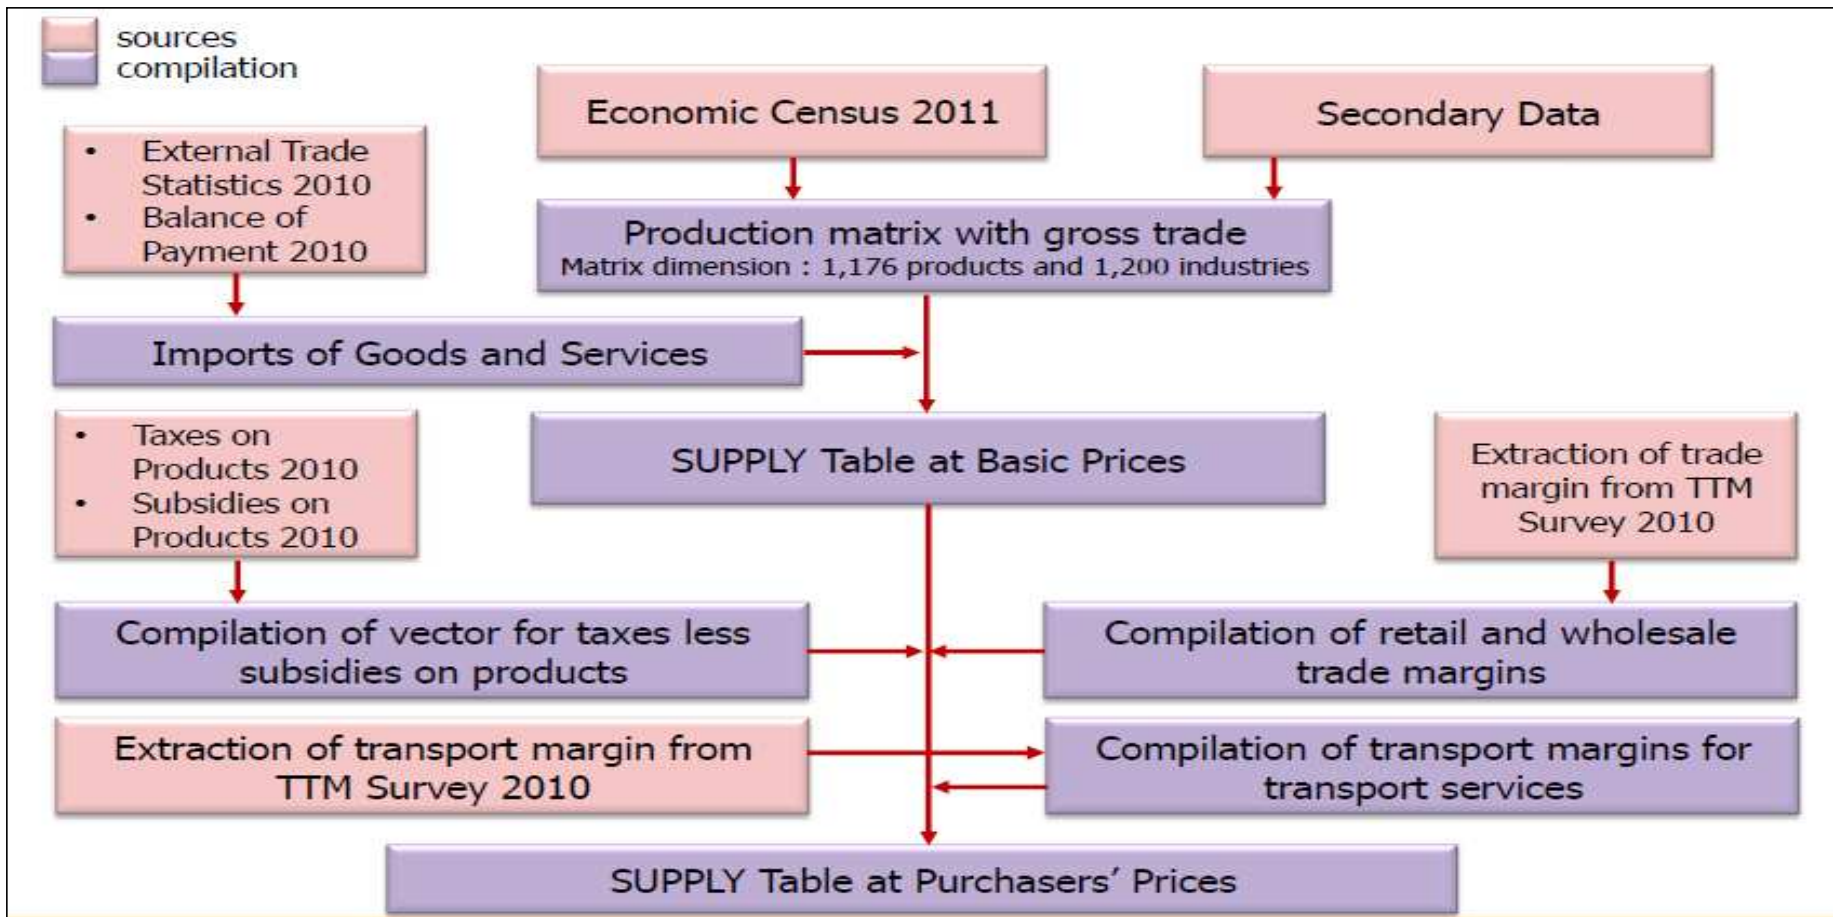 sources
compilation
Economic Census 2011
Secondary Data
• External Trade
Statistics 2010
• Balance of
Payment 2010
Production matrix with gross trade
Matrix dimension : 1,176 products and 1,200 industries
Imports of Goods and Services
SUPPLY Table at Basic Prices
• Taxes on
Products 2010
• Subsidies on
Products 2010
Extraction of trade
margin from TTM
Survey 2010
Compilation of vector for taxes less
subsidies on products
Compilation of retail and wholesale
trade margins
Extraction of transport margin from
TTM Survey 2010
Compilation of transport margins for
transport services
SUPPLY Table at Purchasers’ Prices